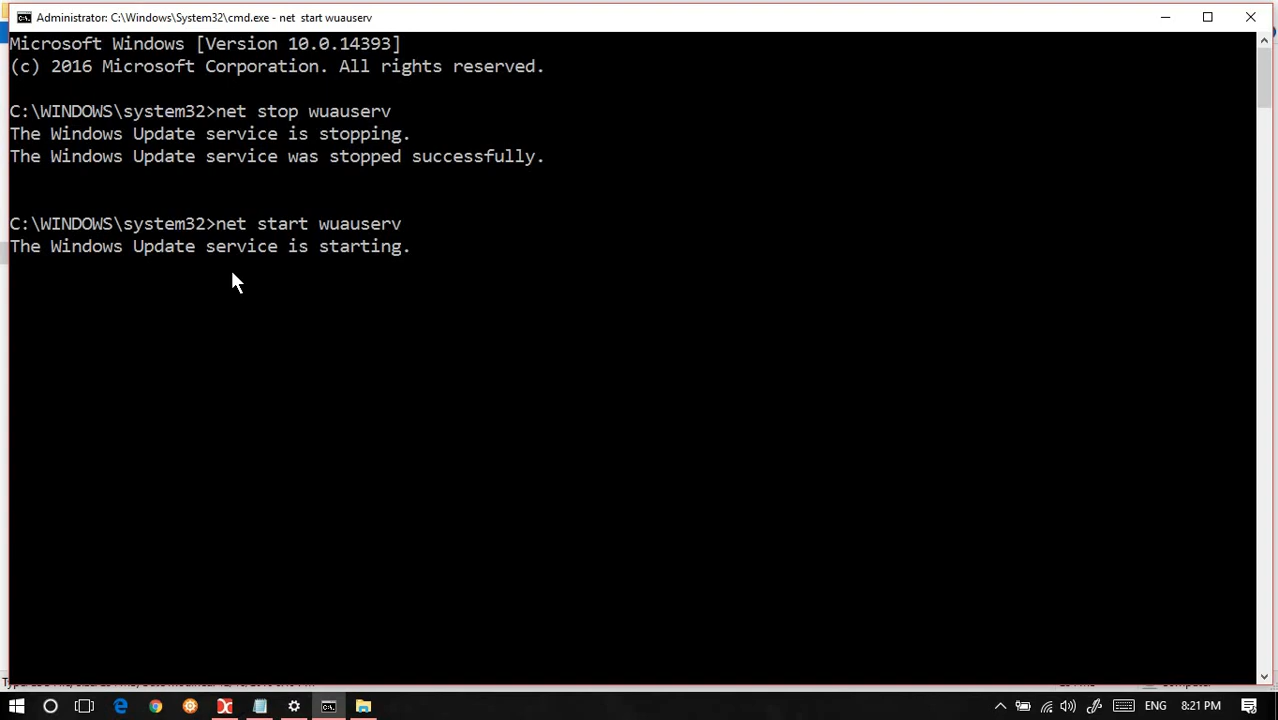 Administrator: C:\Windows\System32\cmd.exe - net  start wuauserv
Microsoft Windows [Version 10.0.14393]
(c) 2016 Microsoft Corporation. All rights reserved.
C:\WINDOWS\system32>net stop wuauserv
The Windows Update service is stopping.
The Windows Update service was stopped successfully.
C:\WINDOWS\system32>net start wuauserv
The Windows Update service is starting.
ENG
8:21 PM